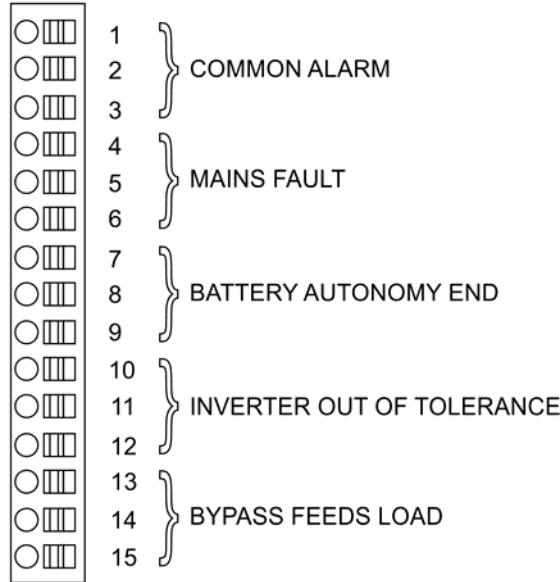 1
2 COMMON ALARM
3
4
5 MAINS FAULT
6
7
8 BATTERY AUTONOMY END
9
10
11 INVERTER OUT OF TOLERANCE
12
13
14 BYPASS FEEDS LOAD
15